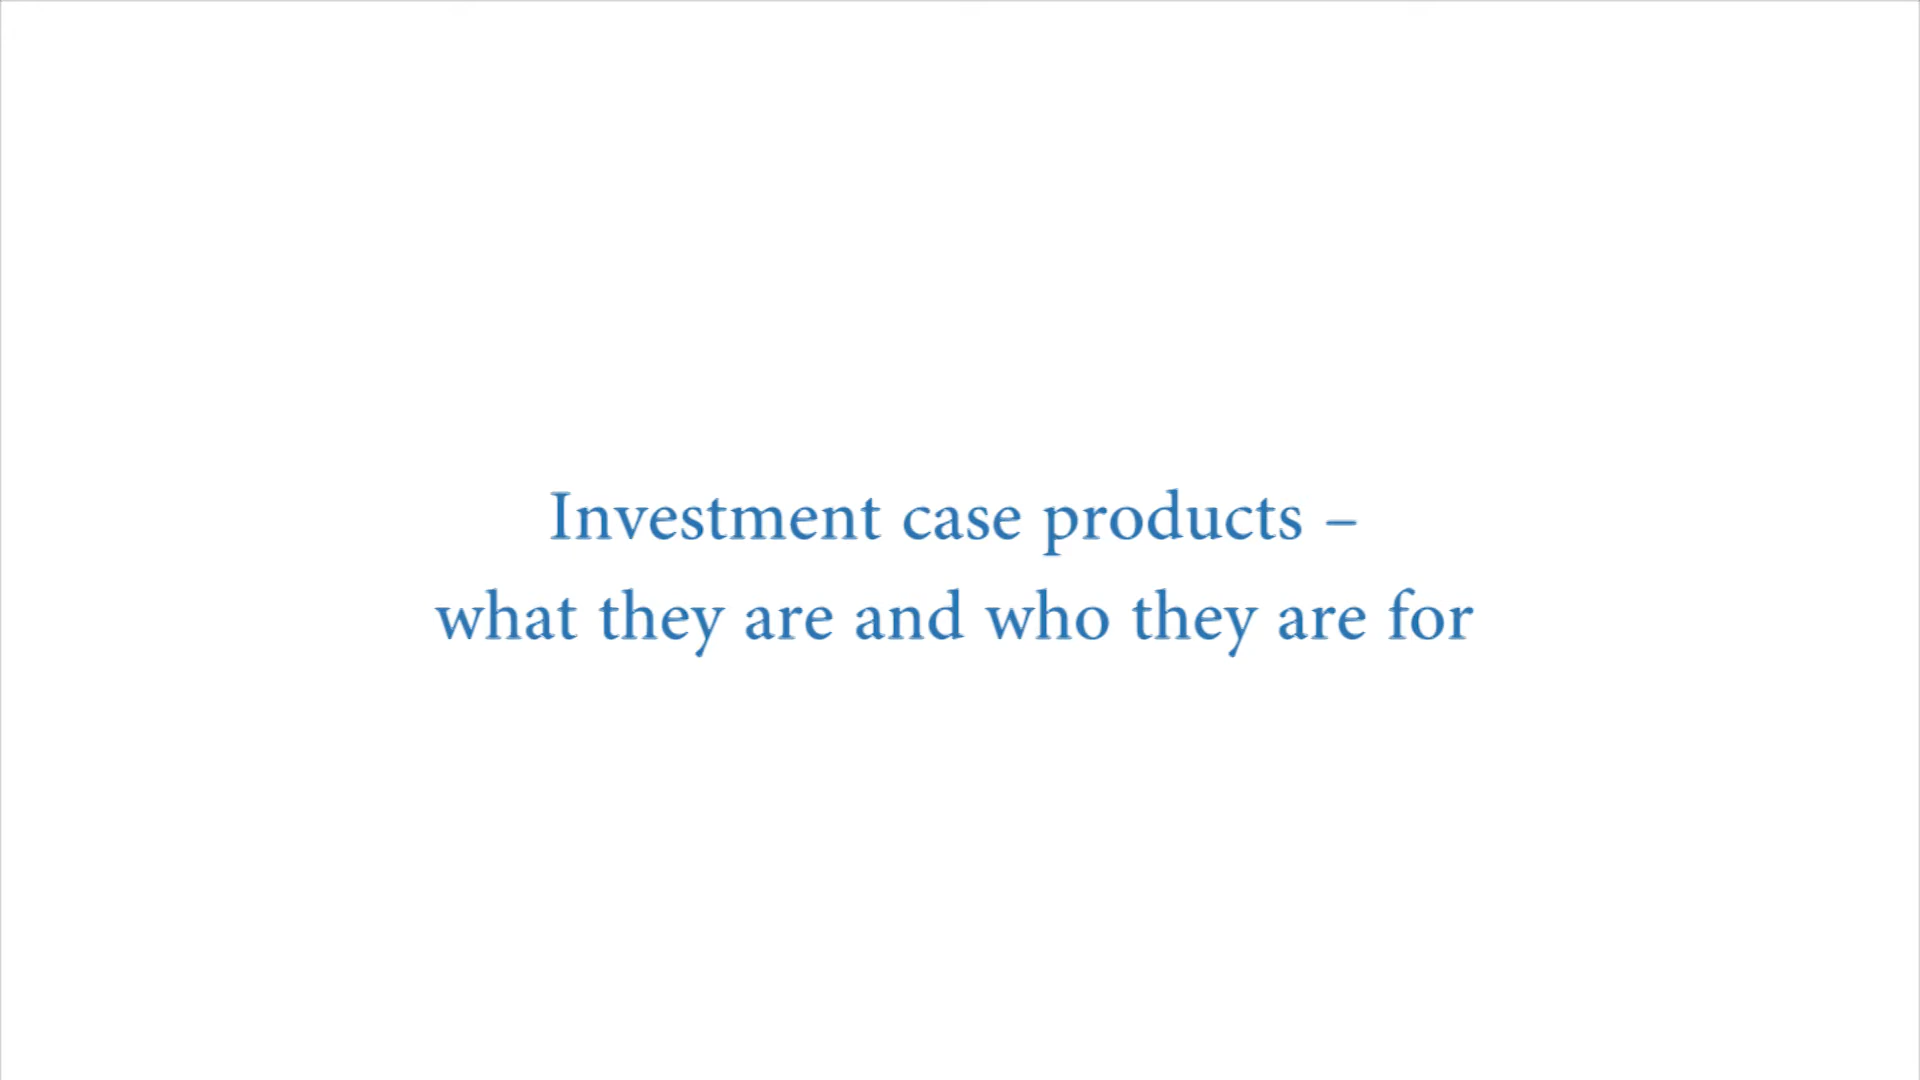 Investment case products –
what they are and who they are for